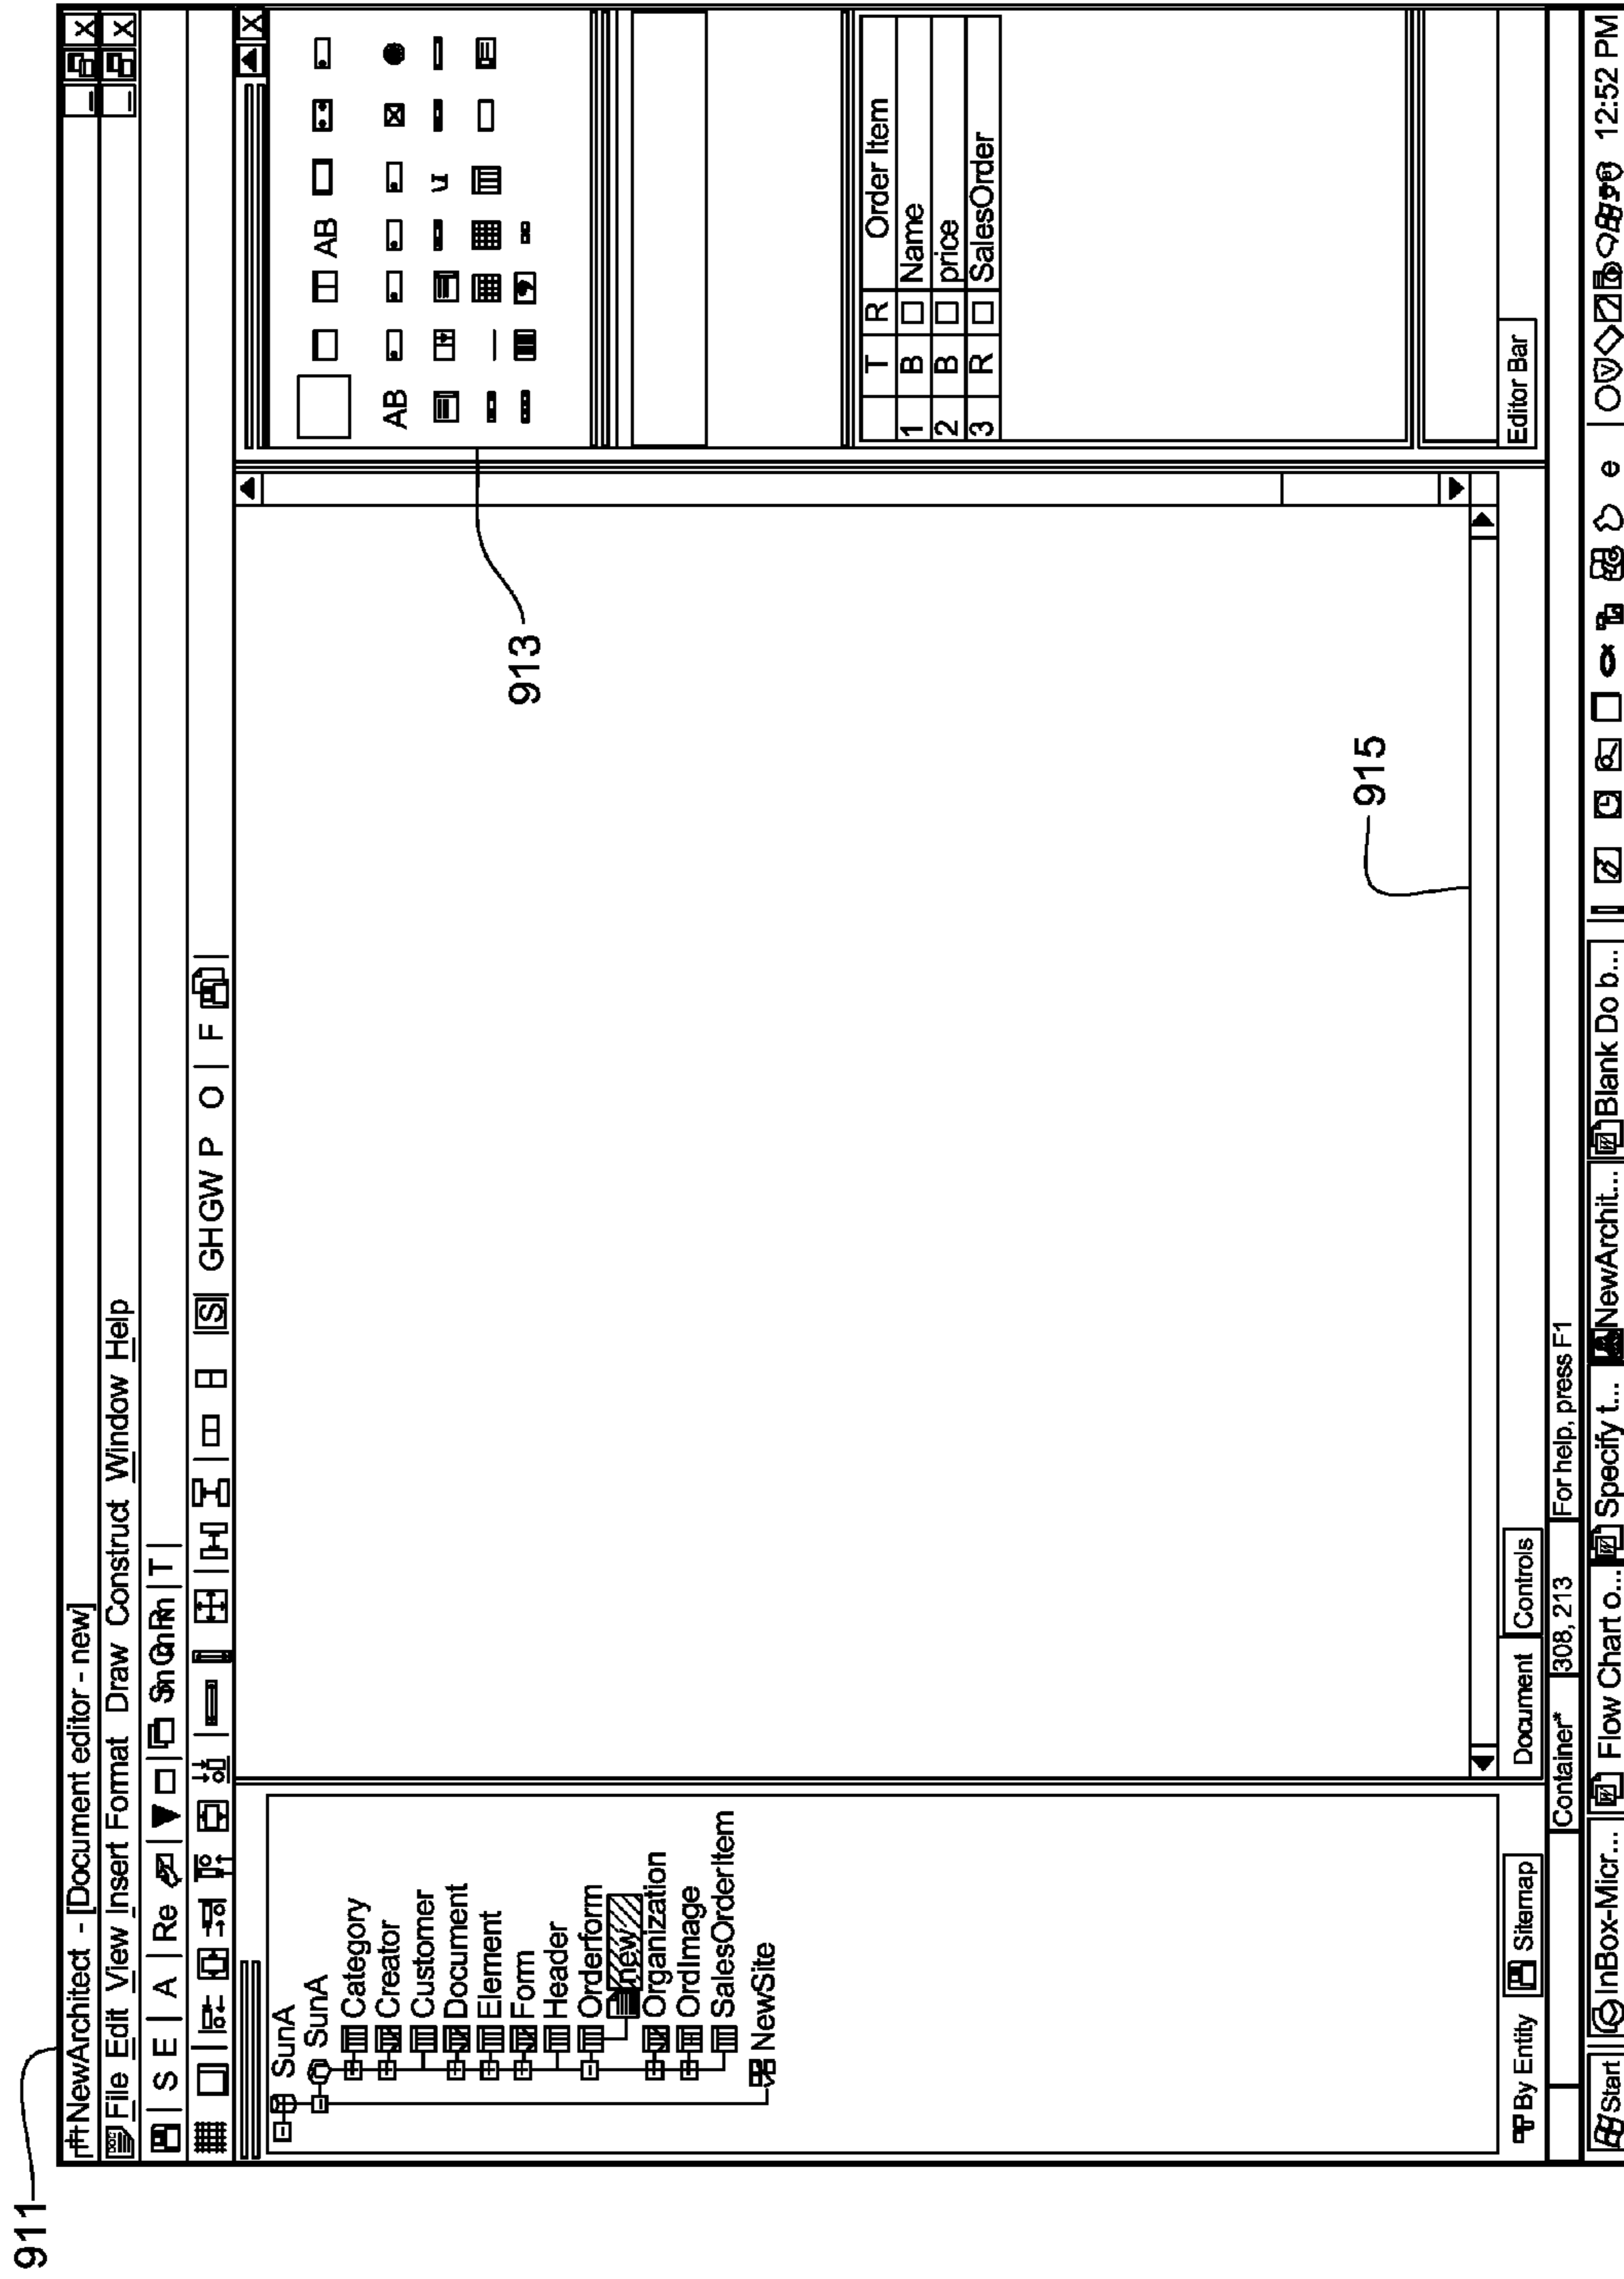 911
NewArchitect - [Document editor - new]
File Edit View Insert Format Draw Construct Window Help
S E | A | Re T
S GHGW P O F
SunA
SunA
Category
Creator
Customer
Document
Element
Form
Header
Orderform
new
Organization
OrdImage
SalesOrderItem
NewSite
By Entity Sitemap
913
915
Document Controls
AB
AB
T R Order Item
1 B Name
2 B price
3 R SalesOrder
Editor Bar
Container* 308, 213 For help, press F1
Start InBox-Micr... Flow Chart o... Specify t... NewArchit... Blank Do b... e 12:52 PM